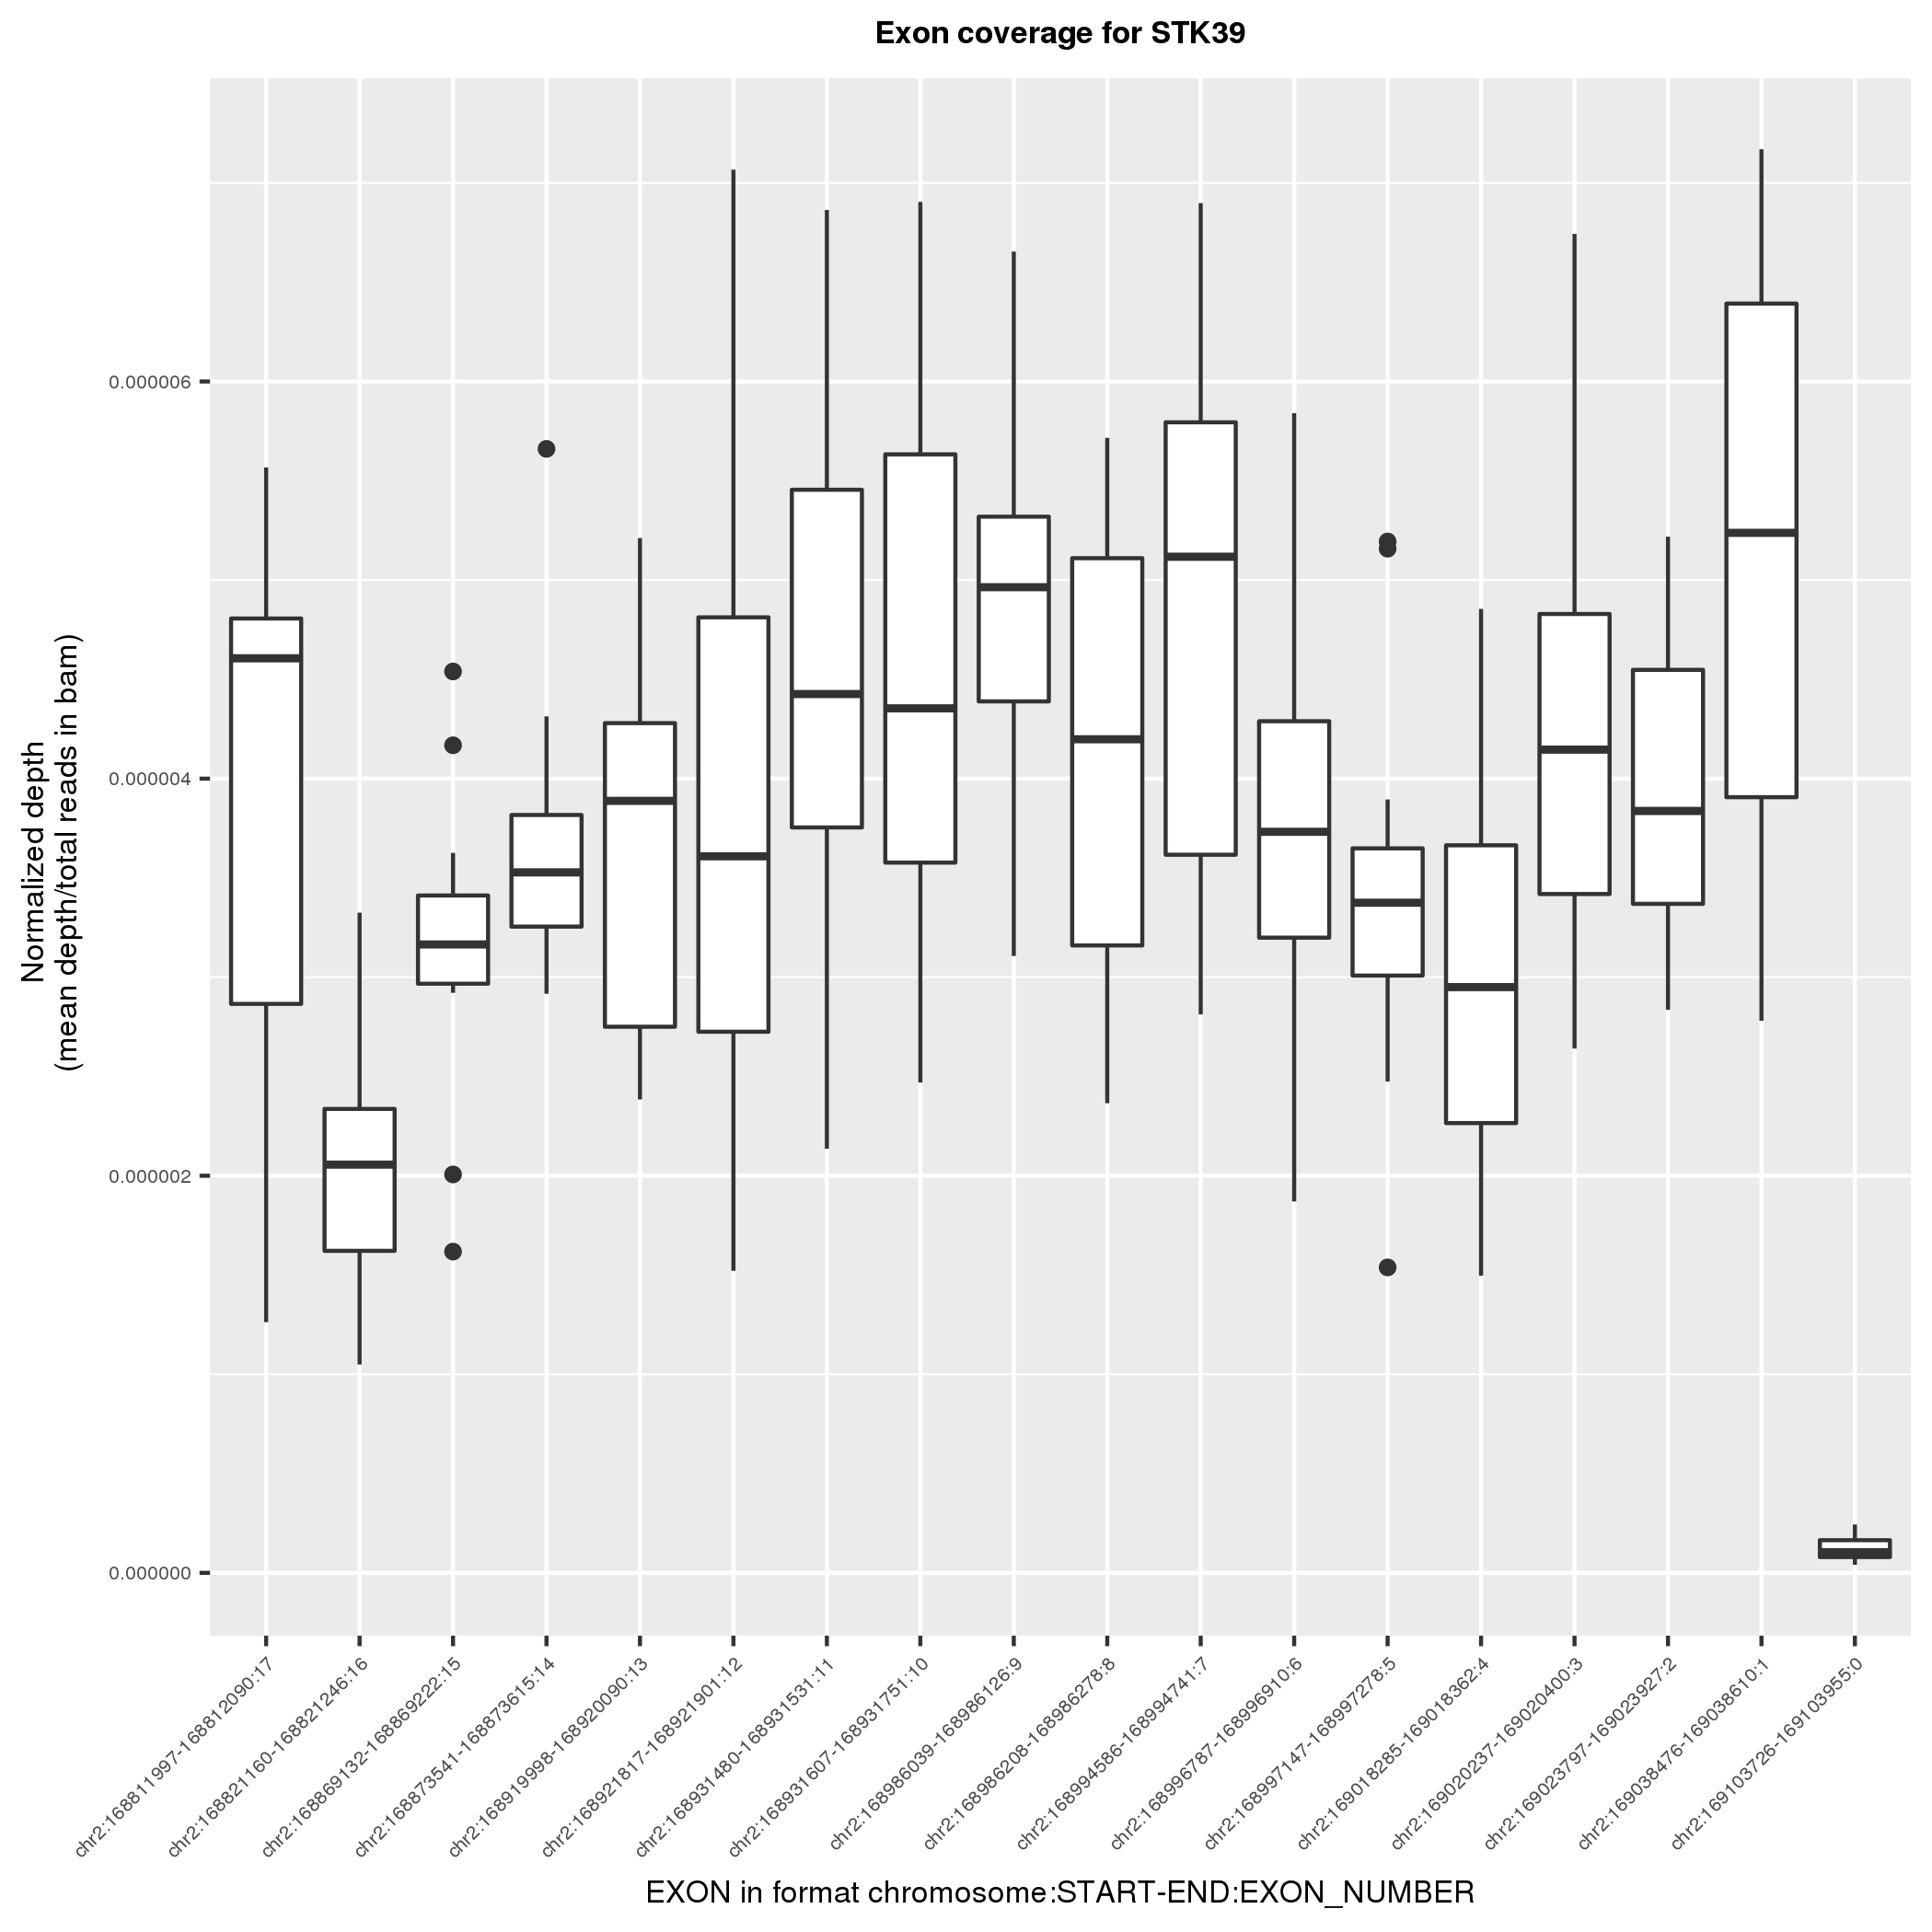 Exon coverage for STK39
Normalized depth
(mean depth/total reads in bam)
0.000006
0.000004
0.000002
0.000000
chr2:168811997-168812090:17
chr2:168821160-168821246:16
chr2:168869132-168869222:15
chr2:168873541-168873615:14
chr2:168919998-168920090:13
chr2:168921817-168921901:12
chr2:168931480-168931531:11
chr2:168931607-168931751:10
chr2:168986039-168986126:9
chr2:168986208-168986278:8
chr2:168994586-168994741:7
chr2:168996787-168996910:6
chr2:168997147-168997278:5
chr2:169018285-169018362:4
chr2:169020237-169020400:3
chr2:169023797-169023927:2
chr2:169038476-169038610:1
chr2:169103726-169103955:0
EXON in format chromosome:START-END:EXON_NUMBER